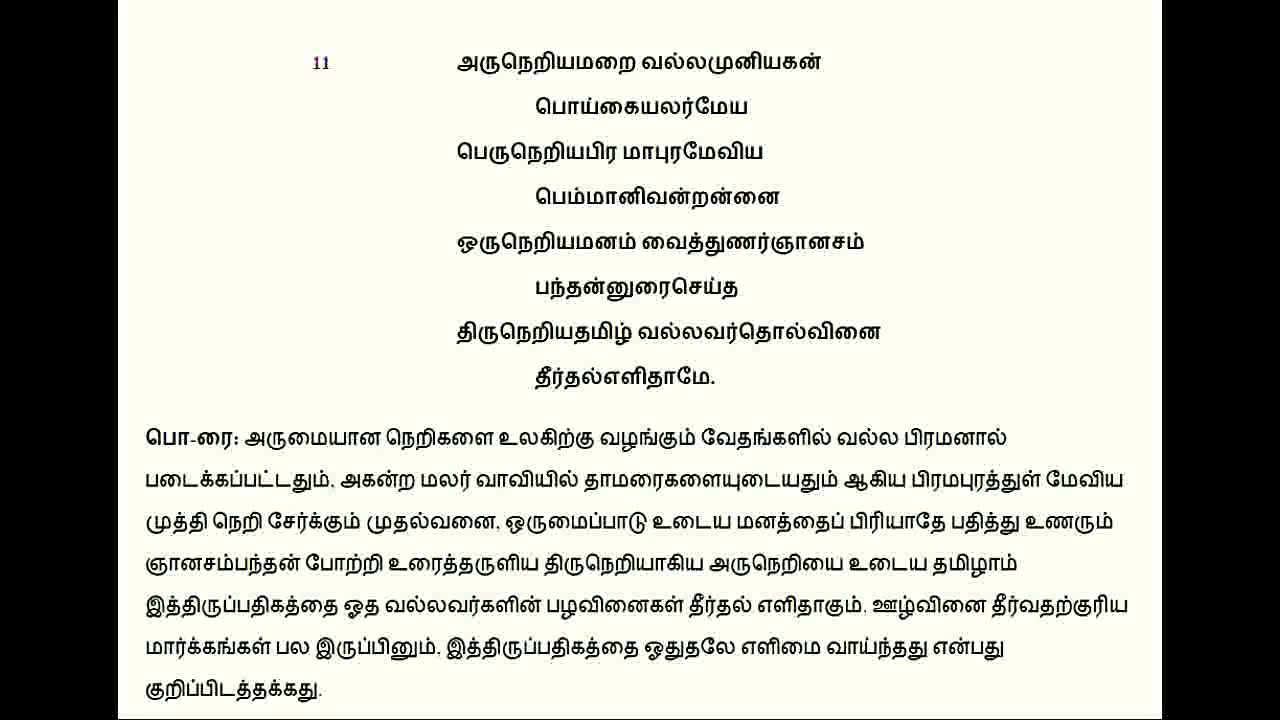 11 அருநெறியமறை வல்லமுனியகன்
பொய்கையலர்மேய
பெருநெறியபிர மாபுரமேவிய
பெம்மானிவன்றன்னை
ஒருநெறியமனம் வைத்துணர்ஞானசம்
பந்தன்னுரைசெய்த
திருநெறியதமிழ் வல்லவர்தொல்வினை
தீர்தல்எளிதாமே.
பொ-ரை: அருமையான நெறிகளை உலகிற்கு வழங்கும் வேதங்களில் வல்ல பிரமனால்
படைக்கப்பட்டதும், அகன்ற மலர் வாவியில் தாமரைகளையுடையதும் ஆகிய பிரமபுரத்துள் மேவிய
முத்தி நெறி சேர்க்கும் முதல்வனை, ஒருமைப்பாடு உடைய மனத்தைப் பிரியாதே பதித்து உணரும்
ஞானசம்பந்தன் போற்றி உரைத்தருளிய திருநெறியாகிய அருநெறியை உடைய தமிழாம்
இத்திருப்பதிகத்தை ஓத வல்லவர்களின் பழவினைகள் தீர்தல் எளிதாகும். ஊழ்வினை தீர்வதற்குரிய
மார்க்கங்கள் பல இருப்பினும், இத்திருப்பதிகத்தை ஓதுதலே எளிமை வாய்ந்தது என்பது
குறிப்பிடத்தக்கது.